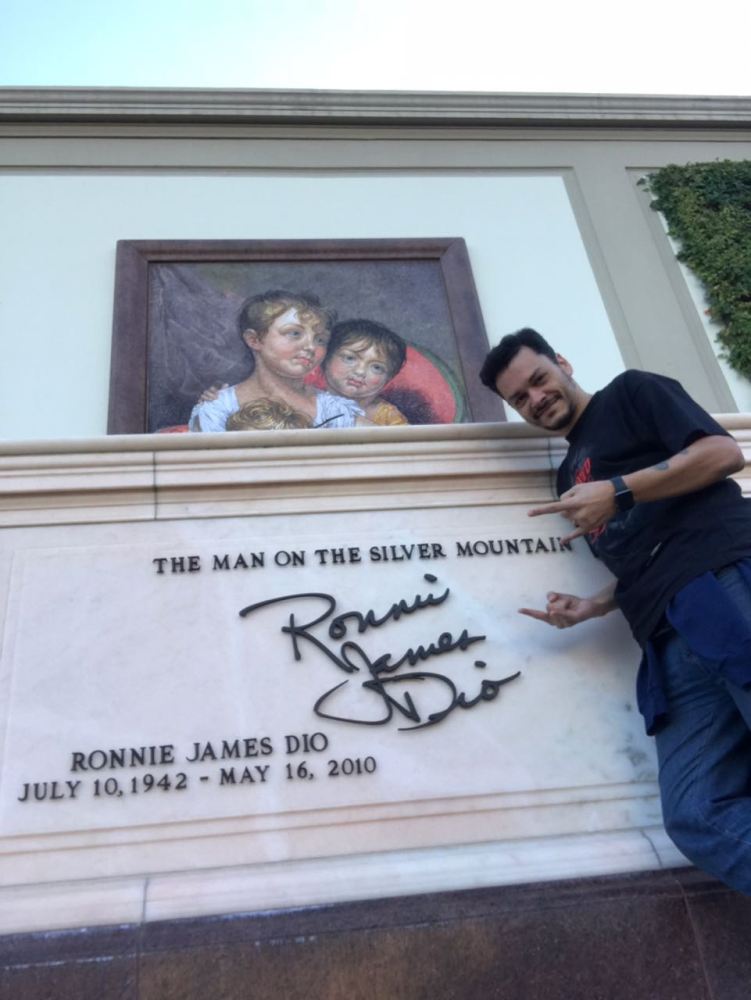 THE MAN ON THE SILVER MOUNTAIN
Ronnie
James
Dio
RONNIE JAMES DIO
JULY 10, 1942 - MAY 16, 2010